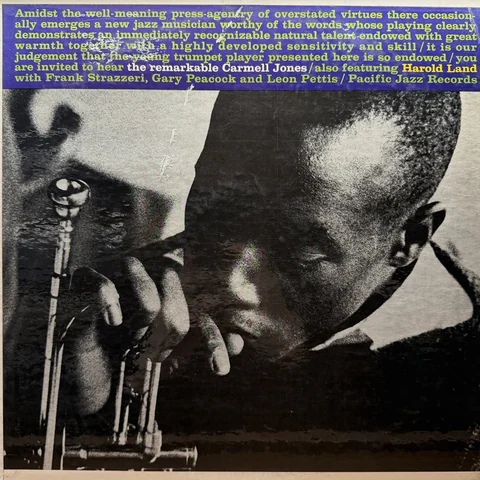 Amidst the well-meaning press-agentry of overstated virtues there occasion-
ally emerges a new jazz musician worthy of the words whose playing clearly
demonstrates an immediately recognizable natural talent endowed with great
warmth together with a highly developed sensitivity and skill/it is our
judgement that the young trumpet player presented here is so endowed/you
are invited to hear the remarkable Carmell Jones/also featuring Harold Land
with Frank Strazzeri, Gary Peacock and Leon Pettis/Pacific Jazz Records